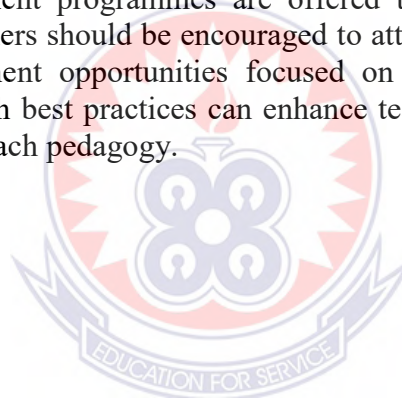 ent programmes are offered t
ers should be encouraged to att
nent opportunities focused on
n best practices can enhance te
ach pedagogy.
EDUCATION FOR SERVICE